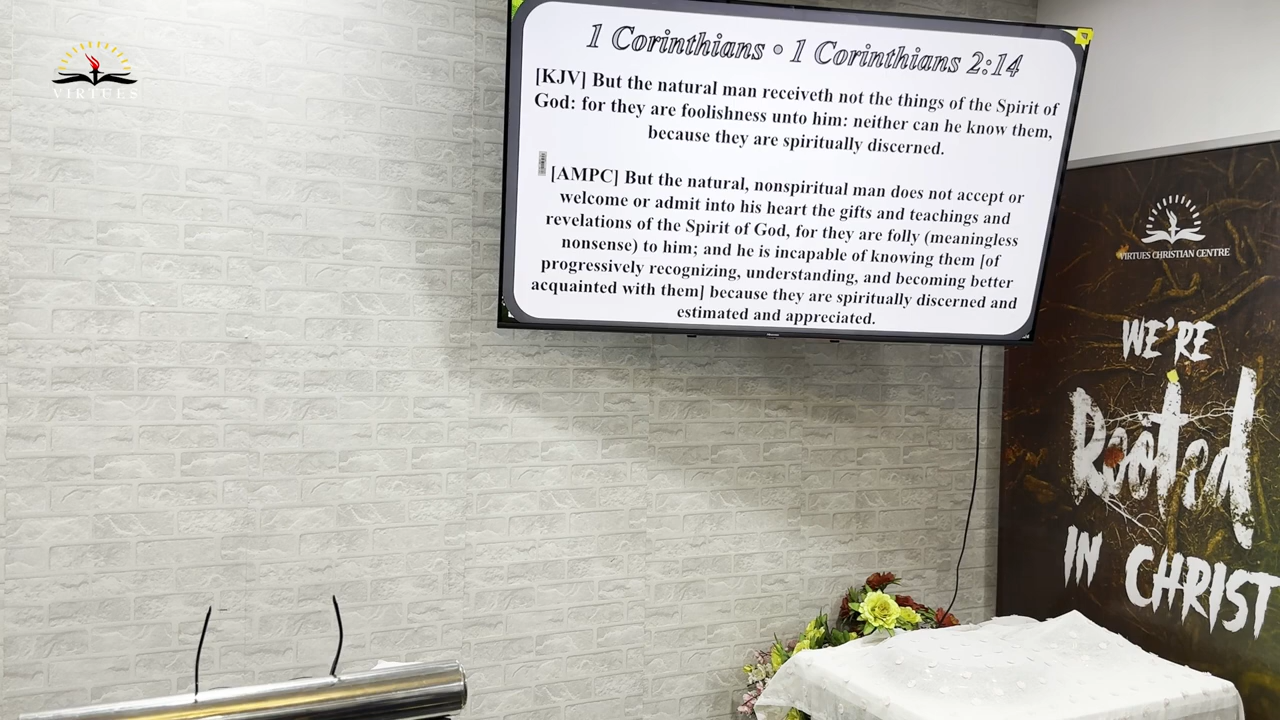 VIRTUES
1 Corinthians • 1 Corinthians 2:14
[KJV] But the natural man receiveth not the things of the Spirit of
God: for they are foolishness unto him: neither can he know them,
because they are spiritually discerned.
[AMPC] But the natural, nonspiritual man does not accept or
welcome or admit into his heart the gifts and teachings and
revelations of the Spirit of God, for they are folly (meaningless
nonsense) to him; and he is incapable of knowing them [of
progressively recognizing, understanding, and becoming better
acquainted with them] because they are spiritually discerned and
estimated and appreciated.
VIRTUES CHRISTIAN CENTRE
WE'RE
Rooted
IN CHRIST